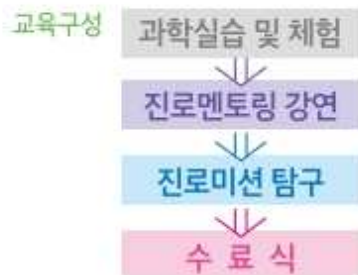 교육구성
과학실습 및 체험
진로멘토링 강연
진로미션 탐구
수 료 식